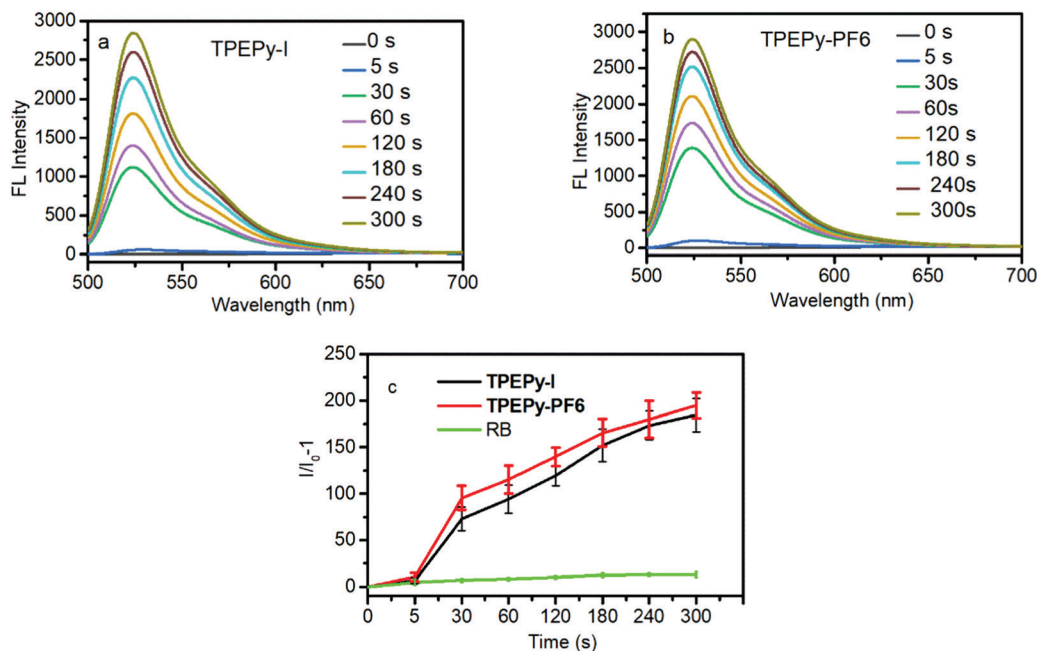 a
TPEPy-I
0 s
5 s
30 s
60 s
120 s
180 s
240 s
300 s
3000
2500
2000
1500
1000
500
0
FL Intensity
500
550
600
650
700
Wavelength (nm)
b
TPEPy-PF6
0 s
5 s
30s
60s
120 s
180 s
240s
300s
3000
2500
2000
1500
1000
500
0
FL Intensity
500
550
600
650
700
Wavelength (nm)
c
TPEPy-I
TPEPy-PF6
RB
250
200
150
100
50
0
I/I0-1
0
5
30
60
120
180
240
300
Time (s)